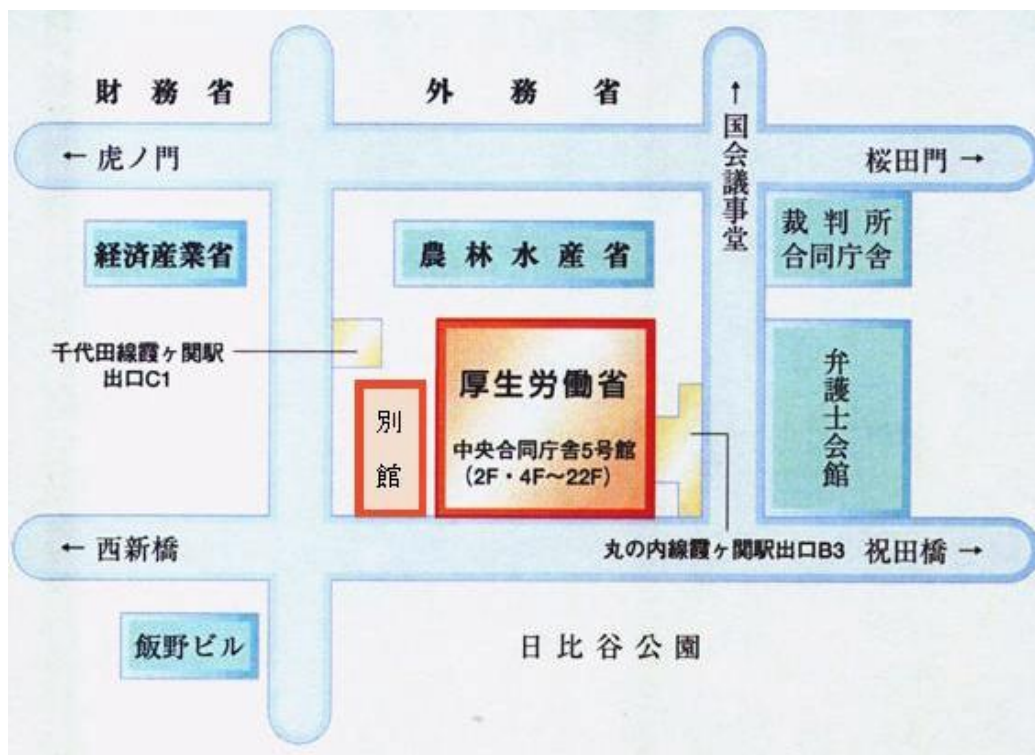 財務省
外務省
↑国会議事堂
←虎ノ門
桜田門→
経済産業省
農林水産省
裁判所
合同庁舎
千代田線霞ヶ関駅
出口C1
厚生労働省
中央合同庁舎5号館
(2F・4F～22F)
別館
弁護士会館
←西新橋
丸の内線霞ヶ関駅出口B3
祝田橋→
飯野ビル
日比谷公園